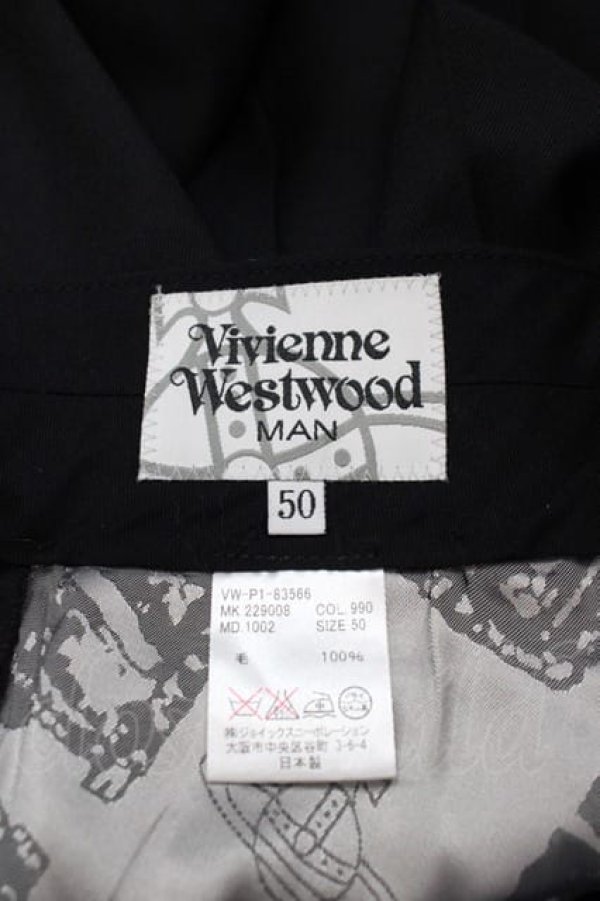 Vivienne
Westwood
MAN
50
VW-P1-83566
MK 229008 COL. 990
MD.1002 SIZE 50
毛 100%
㈱ジョイックスコーポレーション
大阪市中央区谷町 3-6-4
日本製